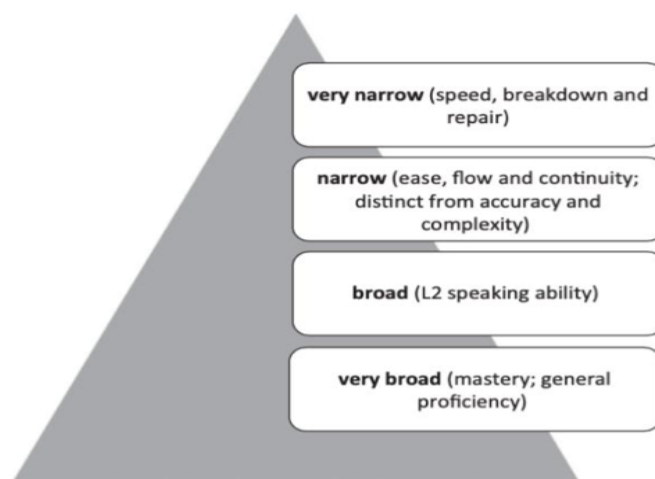 very narrow (speed, breakdown and
repair)
narrow (ease, flow and continuity;
distinct from accuracy and
complexity)
broad (L2 speaking ability)
very broad (mastery; general
proficiency)